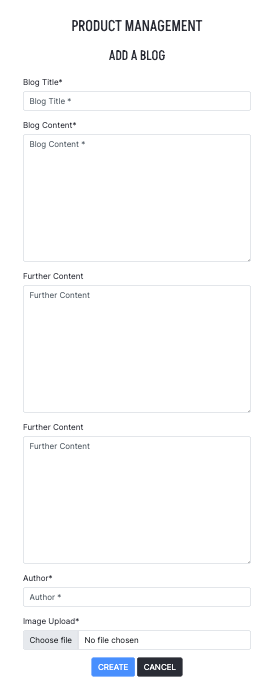 PRODUCT MANAGEMENT
ADD A BLOG
Blog Title*
Blog Title *
Blog Content*
Blog Content *
Further Content
Further Content
Further Content
Further Content
Author*
Author *
Image Upload*
Choose file No file chosen
CREATE CANCEL